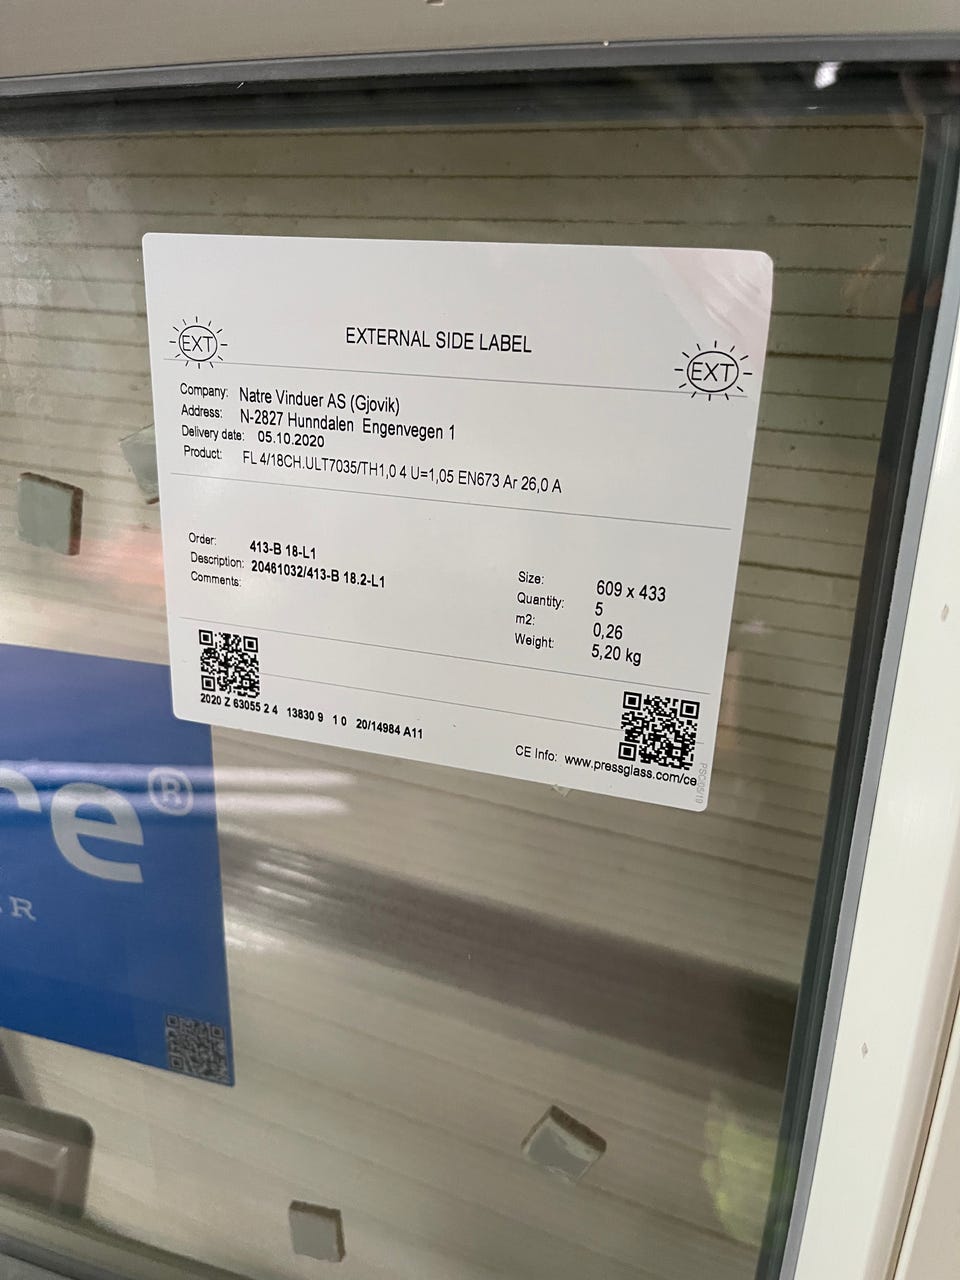 EXTERNAL SIDE LABEL
EXT
EXT
Company: Natre Vinduer AS (Gjovik)
Address: N-2827 Hunndalen Engenvegen 1
Delivery date: 05.10.2020
Product: FL 4/18CH.ULT7035/TH1,0 4 U=1,05 EN673 Ar 26,0 A
Order: 413-B 18-L1
Description: 20461032/413-B 18.2-L1
Comments:
Size: 609 x 433
Quantity: 5
m2: 0,26
Weight: 5,20 kg
2020 Z 63055 2 4 13830 9 1 0 20/14984 A11
CE Info: www.pressglass.com/ce
re®
R